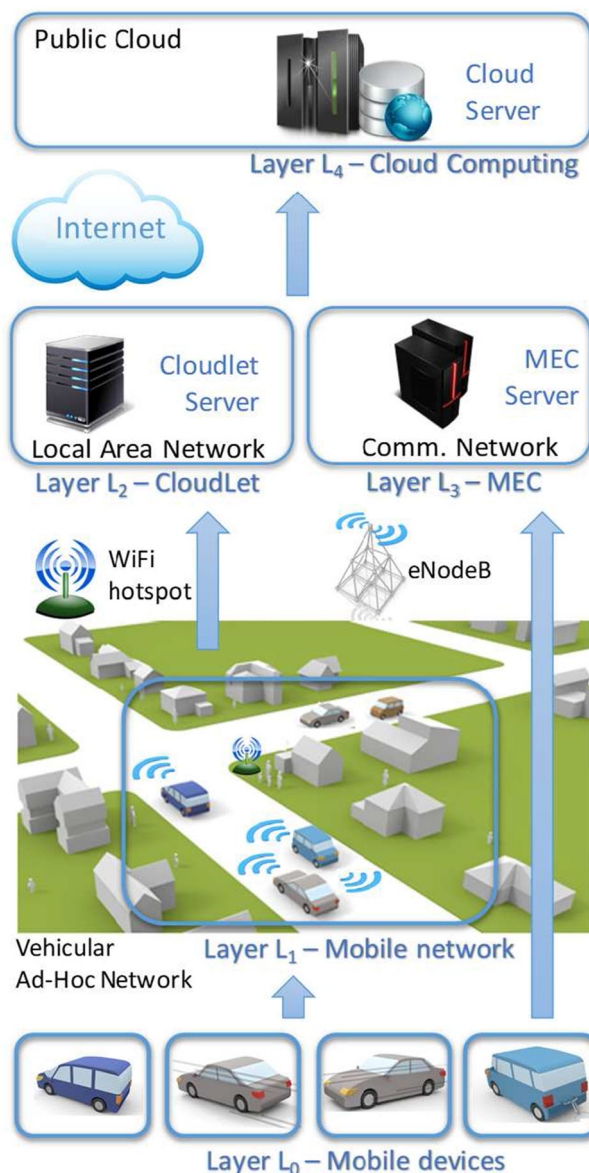 Public Cloud
Cloud
Server
Layer L₄ – Cloud Computing
Internet
Cloudlet
Server
Local Area Network
Layer L₂ – CloudLet
MEC
Server
Comm. Network
Layer L₃ – MEC
WiFi
hotspot
eNodeB
Vehicular
Ad-Hoc Network
Layer L₁ – Mobile network
Layer L₀ – Mobile devices